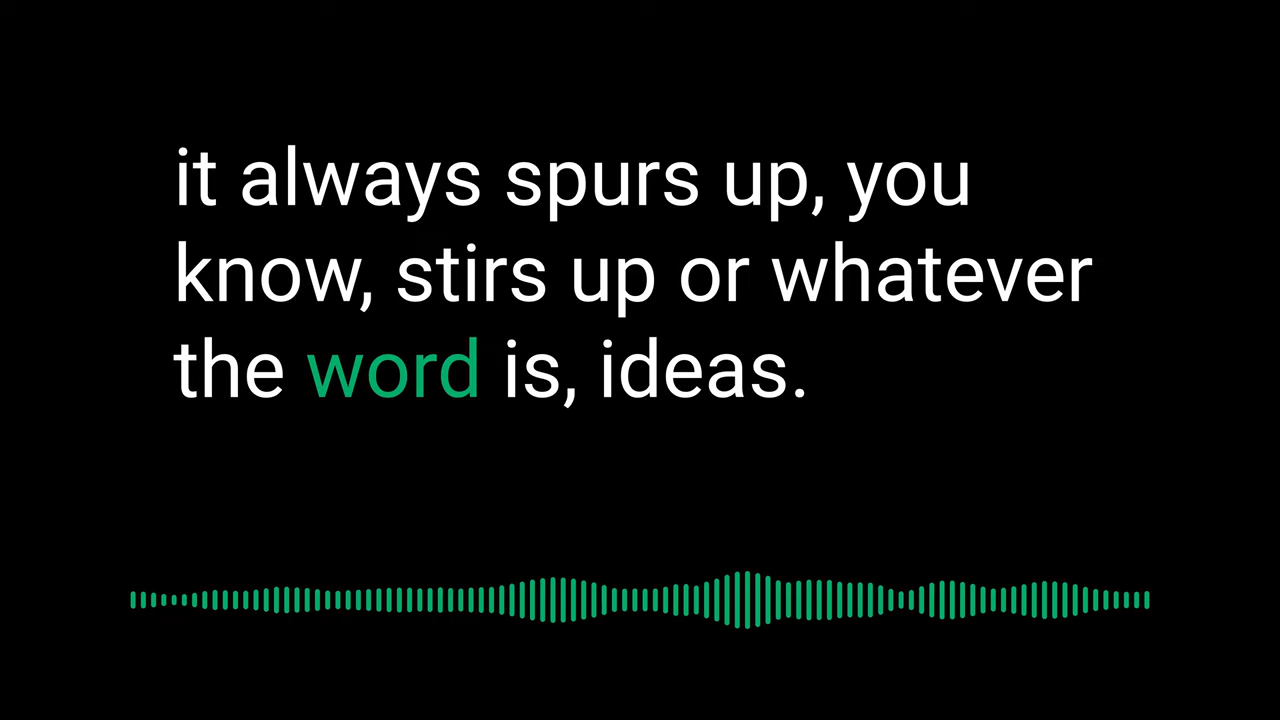 it always spurs up, you
know, stirs up or whatever
the word is, ideas.